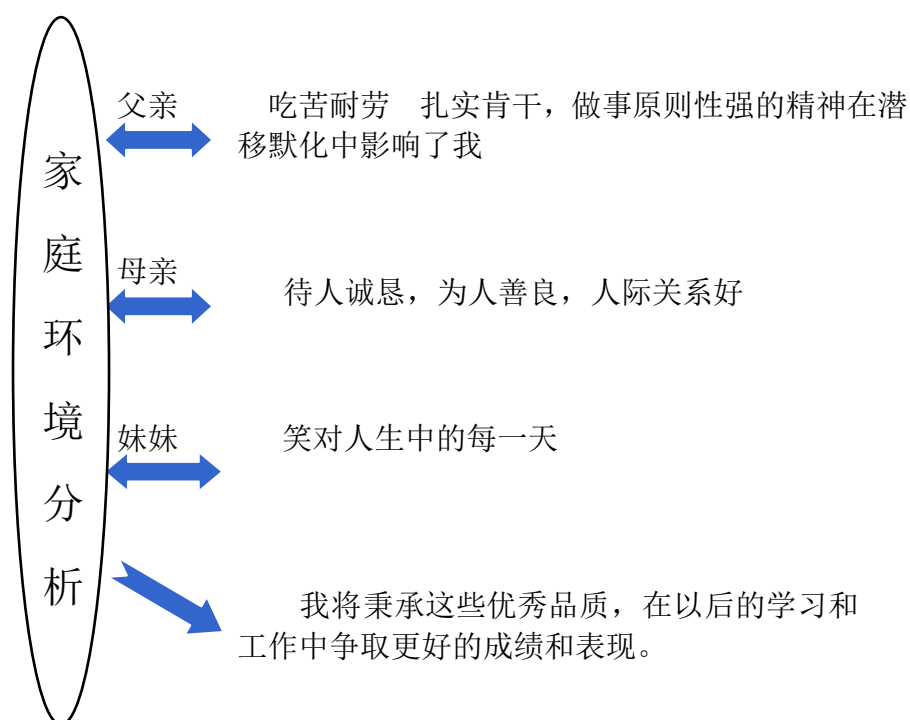 家庭环境分析
父亲
吃苦耐劳 扎实肯干，做事原则性强的精神在潜
移默化中影响了我
母亲
待人诚恳，为人善良，人际关系好
妹妹
笑对人生中的每一天
我将秉承这些优秀品质，在以后的学习和
工作中争取更好的成绩和表现。